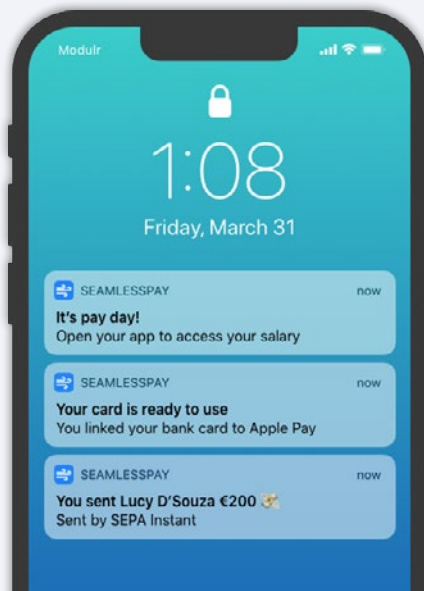 Modulr
1:08
Friday, March 31
SEAMLESSPAY now
It's pay day!
Open your app to access your salary
SEAMLESSPAY now
Your card is ready to use
You linked your bank card to Apple Pay
SEAMLESSPAY now
You sent Lucy D'Souza €200 💸
Sent by SEPA Instant